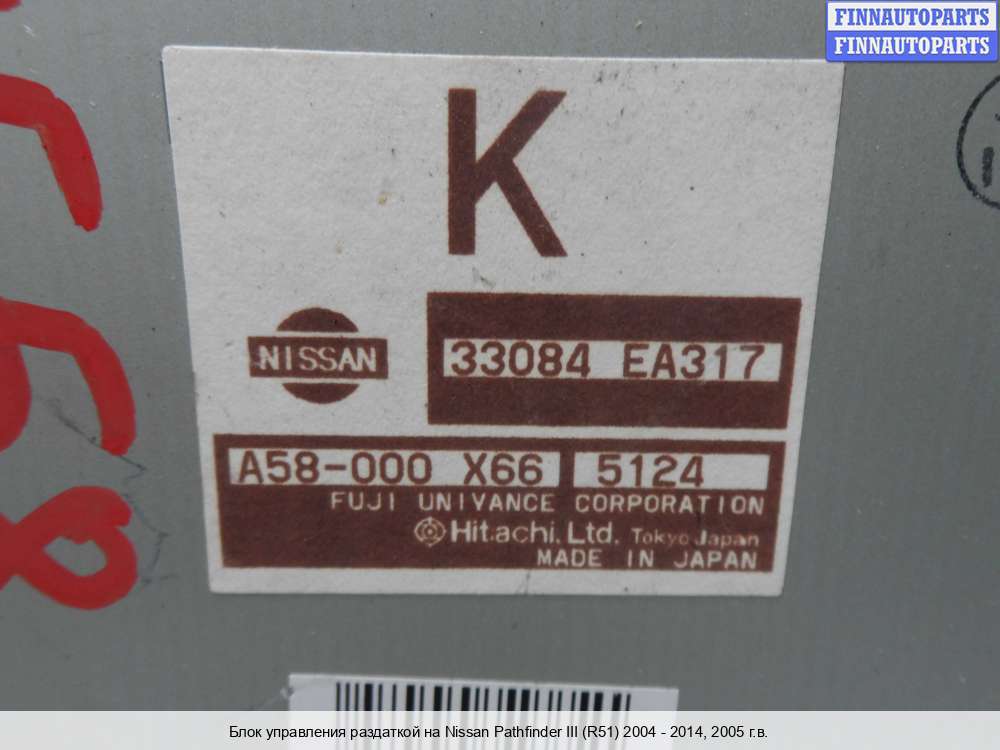 FINNAUTOPARTS
FINNAUTOPARTS
K
NISSAN
33084 EA317
A58-000 X66 5124
FUJI UNIVANCE CORPORATION
Hitachi, Ltd. Tokyo Japan
MADE IN JAPAN
Блок управления раздаткой на Nissan Pathfinder III (R51) 2004 - 2014, 2005 г.в.